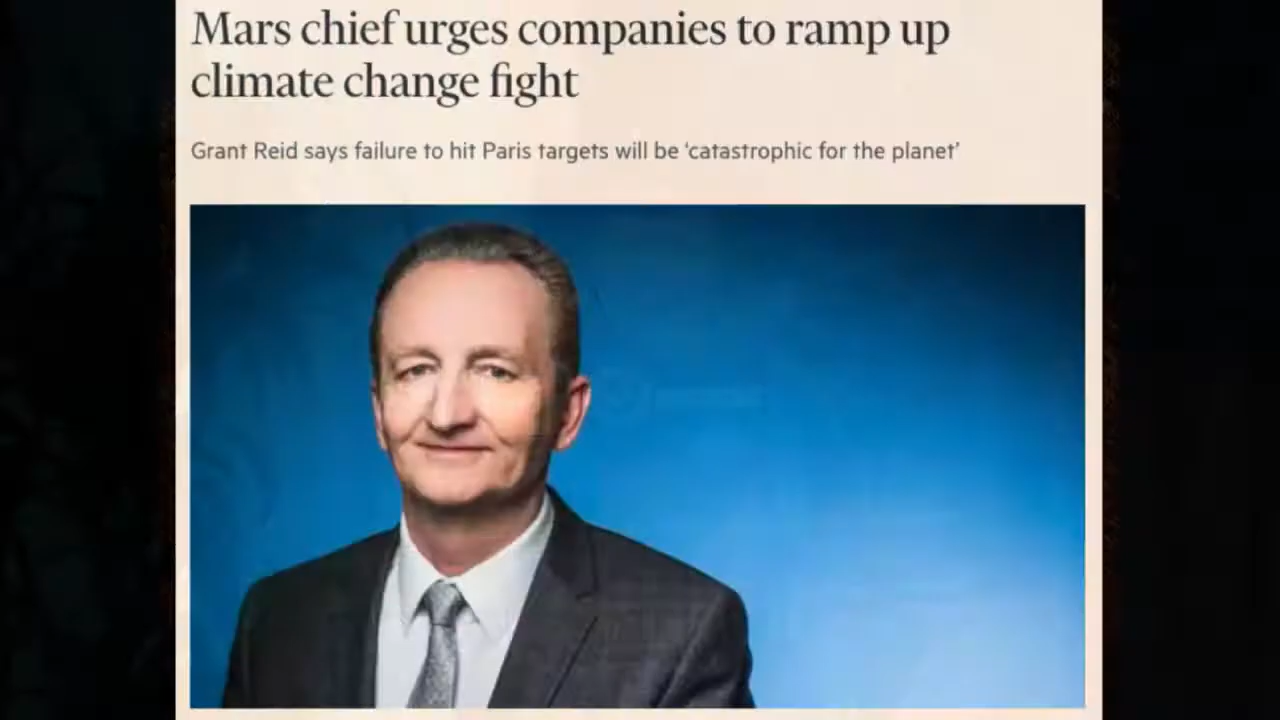 Mars chief urges companies to ramp up
climate change fight
Grant Reid says failure to hit Paris targets will be ‘catastrophic for the planet’